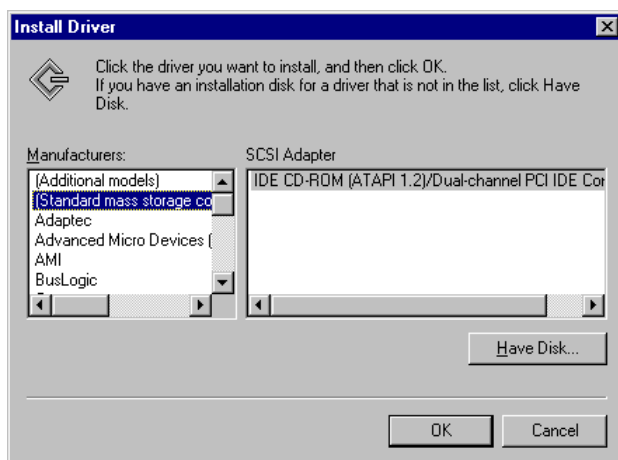 Install Driver
Click the driver you want to install, and then click OK.
If you have an installation disk for a driver that is not in the list, click Have
Disk.
Manufacturers:
(Additional models)
(Standard mass storage co
Adaptec
Advanced Micro Devices (
AMI
BusLogic
SCSI Adapter
IDE CD-ROM (ATAPI 1.2)/Dual-channel PCI IDE Cor
Have Disk...
OK
Cancel